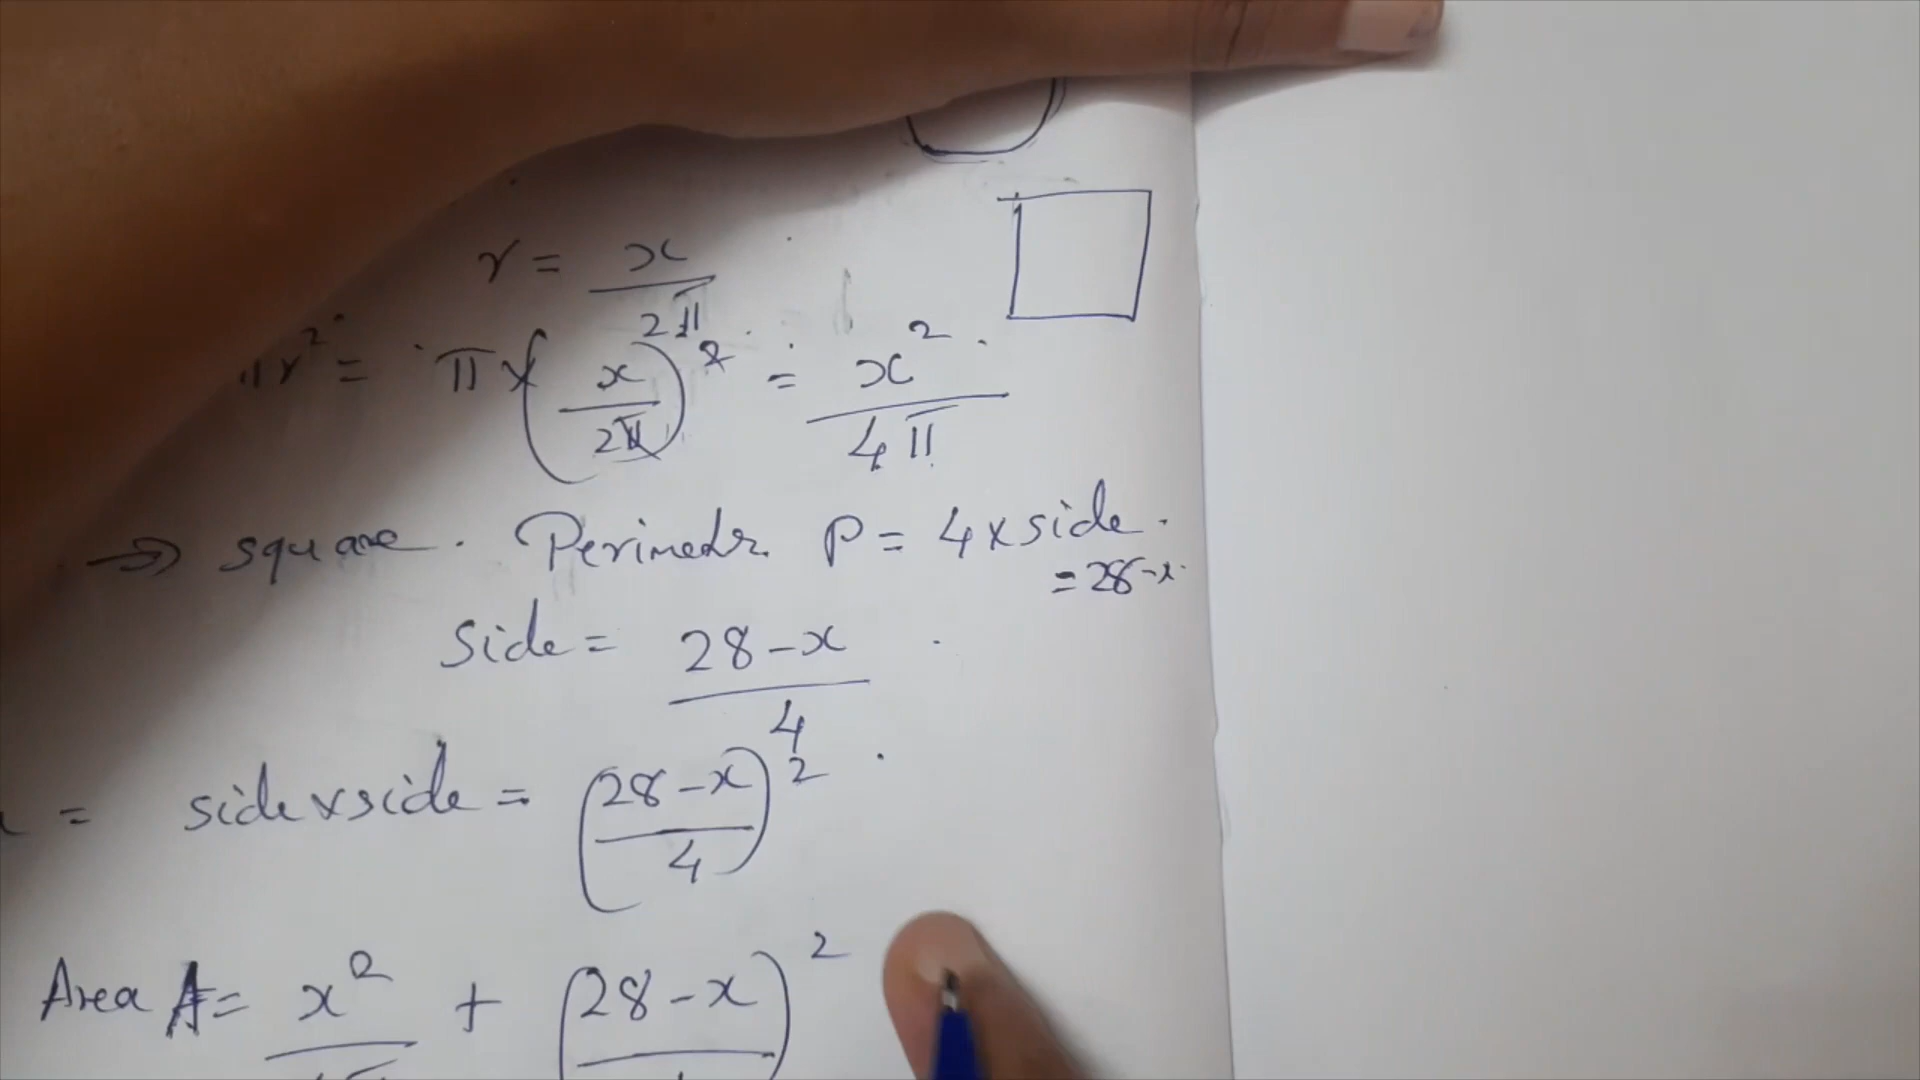 r = x/2π
πr² = π×(x/2π)² = x²/4π
→ square. Perimeter P = 4×side.
= 28-x.
Side = 28-x/4
= side×side = (28-x/4)²
Area A = x² + (28-x)²